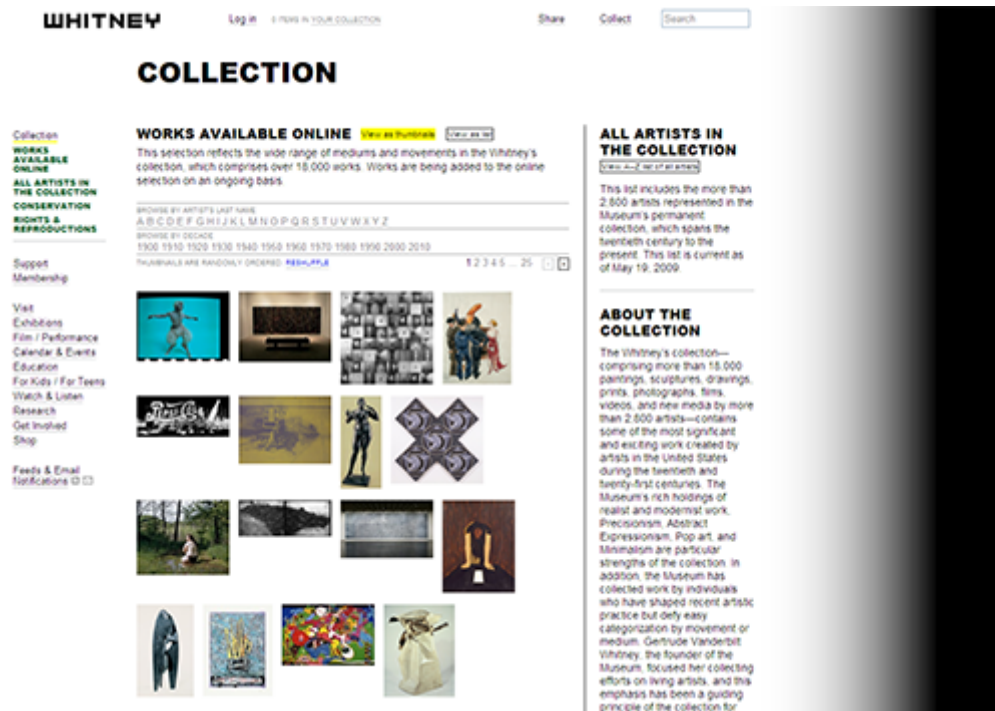 WHITNEY
Log in
0 ITEMS IN YOUR COLLECTION
Share
Collect
Search
COLLECTION
Collection
WORKS
AVAILABLE
ONLINE
ALL ARTISTS IN
THE COLLECTION
CONSERVATION
RIGHTS &
REPRODUCTIONS
Support
Membership
Visit
Exhibitions
Film / Performance
Calendar & Events
Education
For Kids / For Teens
Watch & Listen
Research
Get Involved
Shop
Feeds & Email
Notifications
WORKS AVAILABLE ONLINE
View as thumbnails
View as list
This selection reflects the wide range of mediums and movements in the Whitney's
collection, which comprises over 18,000 works. Works are being added to the online
selection on an ongoing basis.
BROWSE BY ARTIST'S LAST NAME
A B C D E F G H I J K L M N O P Q R S T U V W X Y Z
BROWSE BY DECADE
1900 1910 1920 1930 1940 1950 1960 1970 1980 1990 2000 2010
THUMBNAILS ARE RANDOMLY ORDERED. RESHUFFLE
1 2 3 4 5 ... 25
Pepsi-Cola
ALL ARTISTS IN
THE COLLECTION
View A–Z list of all artists
This list includes the more than
2,800 artists represented in the
Museum's permanent
collection, which spans the
twentieth century to the
present. This list is current as
of May 19, 2009.
ABOUT THE
COLLECTION
The Whitney's collection—
comprising more than 18,000
paintings, sculptures, drawings,
prints, photographs, films,
videos, and new media by more
than 2,800 artists—contains
some of the most significant
and exciting work created by
artists in the United States
during the twentieth and
twenty-first centuries. The
Museum's rich holdings of
realist and modernist work,
Precisionism, Abstract
Expressionism, Pop art, and
Minimalism are particular
strengths of the collection. In
addition, the Museum has
collected work by individuals
who have shaped recent artistic
practice but defy easy
categorization by movement or
medium. Gertrude Vanderbilt
Whitney, the founder of the
Museum, focused her collecting
efforts on living artists, and this
emphasis has been a guiding
principle of the collection for